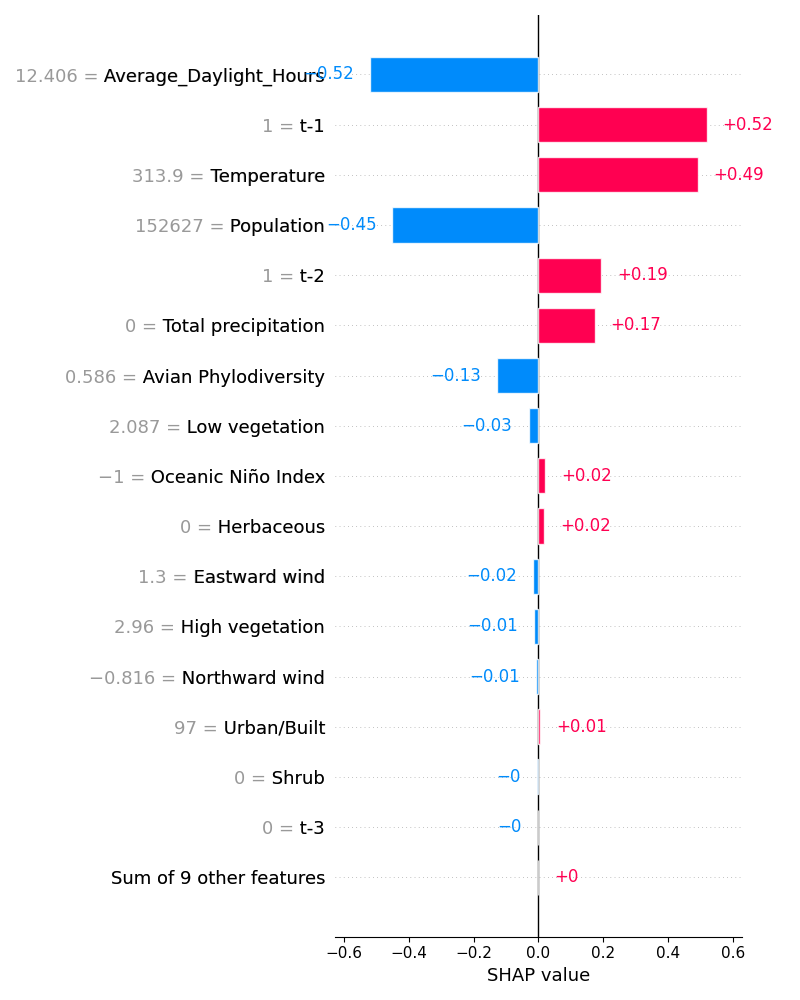 12.406 = Average_Daylight_Hours −0.52
1 = t-1 +0.52
313.9 = Temperature +0.49
152627 = Population −0.45
1 = t-2 +0.19
0 = Total precipitation +0.17
0.586 = Avian Phylodiversity −0.13
2.087 = Low vegetation −0.03
−1 = Oceanic Niño Index +0.02
0 = Herbaceous +0.02
1.3 = Eastward wind −0.02
2.96 = High vegetation −0.01
−0.816 = Northward wind −0.01
97 = Urban/Built +0.01
0 = Shrub −0
0 = t-3 −0
Sum of 9 other features +0
−0.6 −0.4 −0.2 0.0 0.2 0.4 0.6
SHAP value